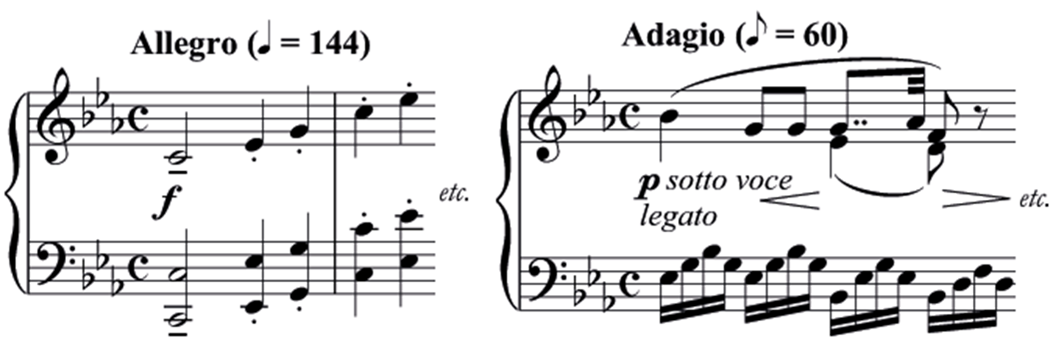 Allegro (♩ = 144)
f
etc.
Adagio (♪ = 60)
p sotto voce
legato
etc.